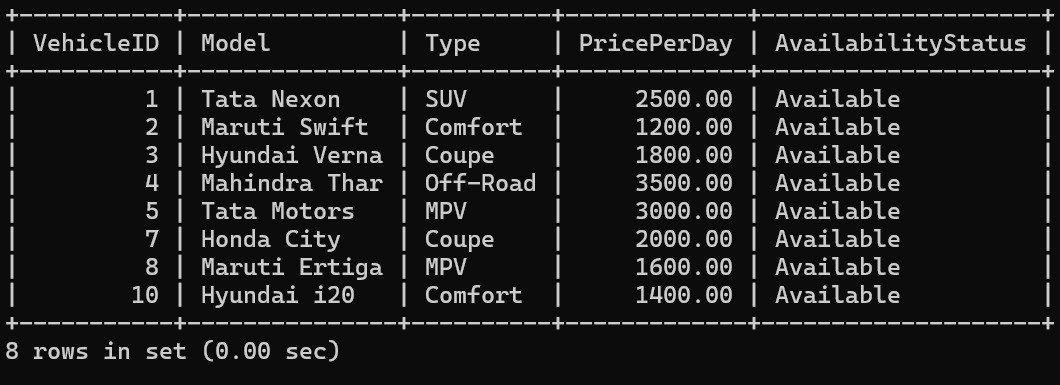 +-----------+---------------+----------+-------------+--------------------+
| VehicleID | Model         | Type     | PricePerDay | AvailabilityStatus |
+-----------+---------------+----------+-------------+--------------------+
|         1 | Tata Nexon    | SUV      |     2500.00 | Available          |
|         2 | Maruti Swift  | Comfort  |     1200.00 | Available          |
|         3 | Hyundai Verna | Coupe    |     1800.00 | Available          |
|         4 | Mahindra Thar | Off-Road |     3500.00 | Available          |
|         5 | Tata Motors   | MPV      |     3000.00 | Available          |
|         7 | Honda City    | Coupe    |     2000.00 | Available          |
|         8 | Maruti Ertiga | MPV      |     1600.00 | Available          |
|        10 | Hyundai i20   | Comfort  |     1400.00 | Available          |
+-----------+---------------+----------+-------------+--------------------+
8 rows in set (0.00 sec)